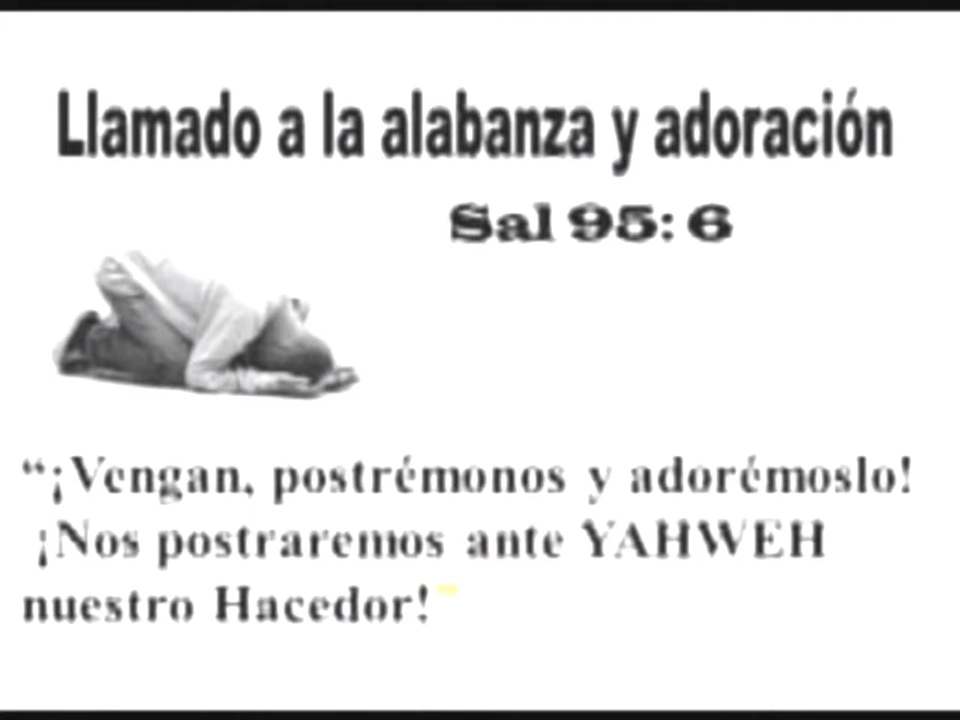 Llamado a la alabanza y adoración
Sal 95: 6
“¡Vengan, postrémonos y adorémoslo!
¡Nos postraremos ante YAHWEH
nuestro Hacedor!”